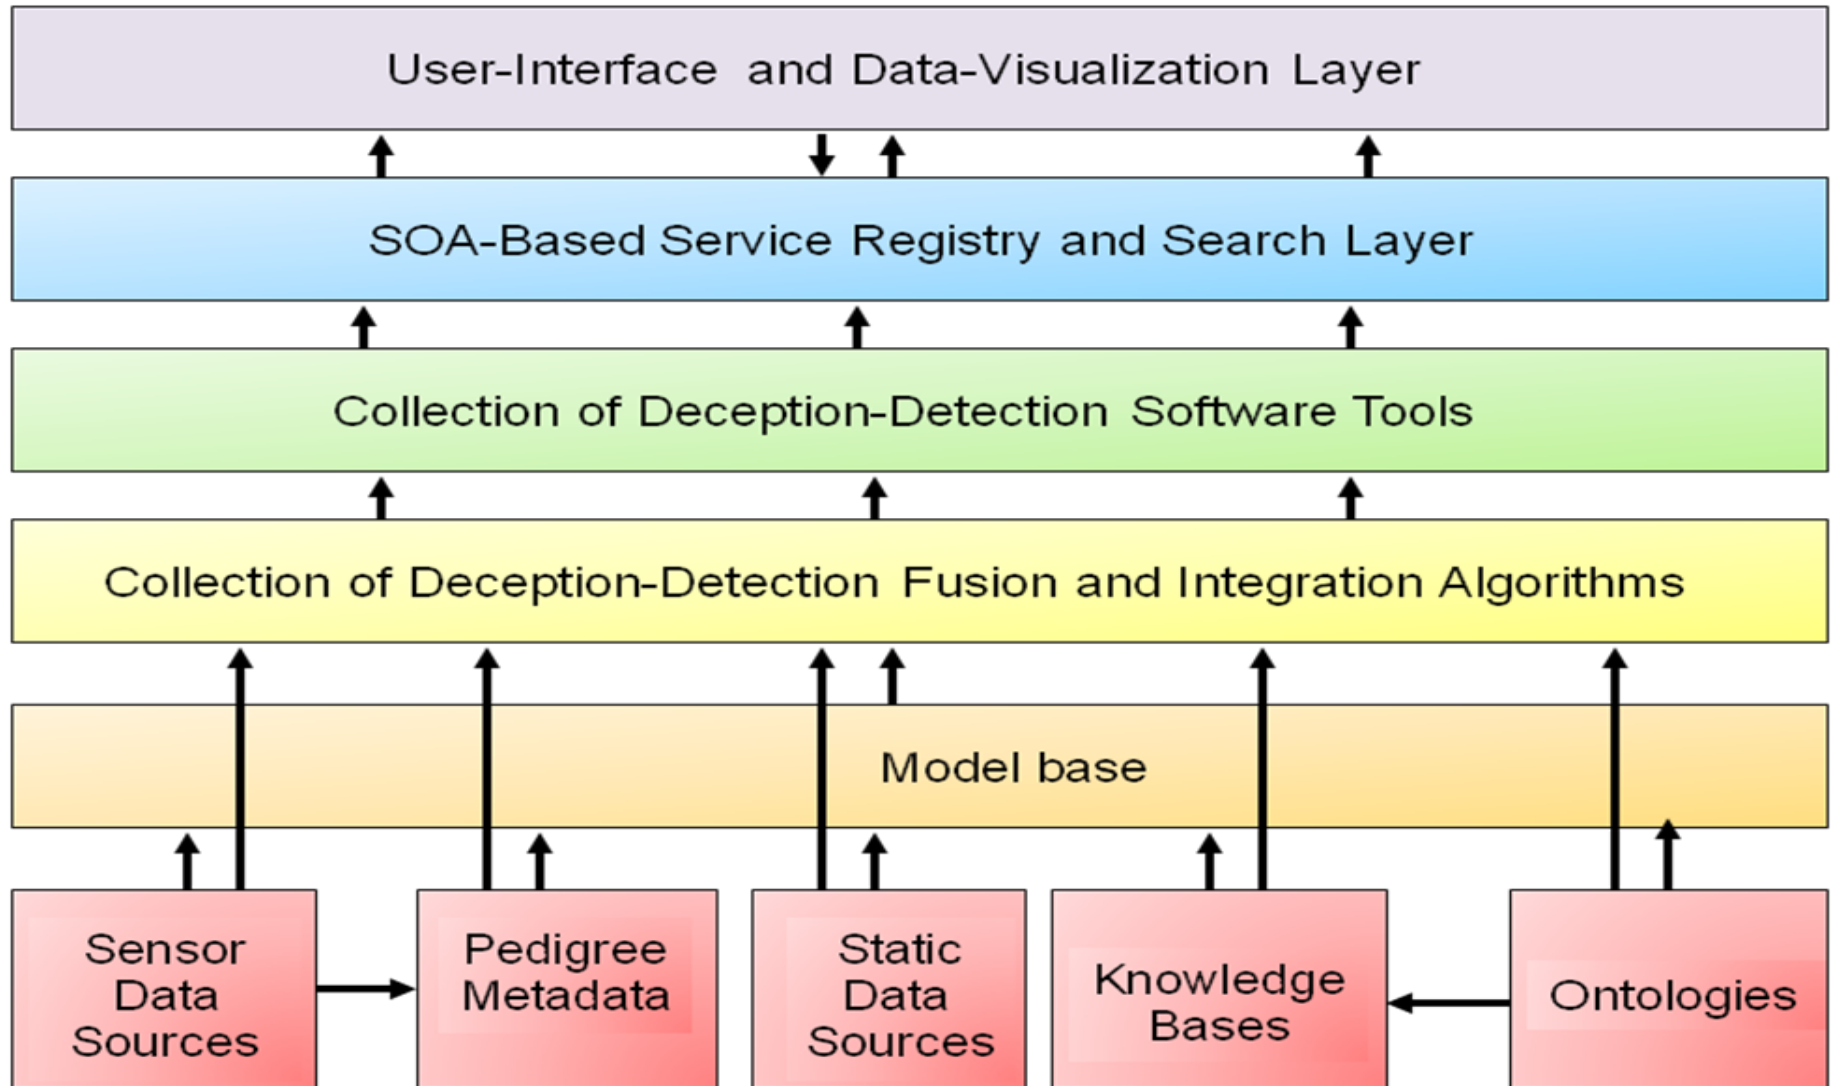 User-Interface and Data-Visualization Layer
SOA-Based Service Registry and Search Layer
Collection of Deception-Detection Software Tools
Collection of Deception-Detection Fusion and Integration Algorithms
Model base
Sensor
Data
Sources
Pedigree
Metadata
Static
Data
Sources
Knowledge
Bases
Ontologies